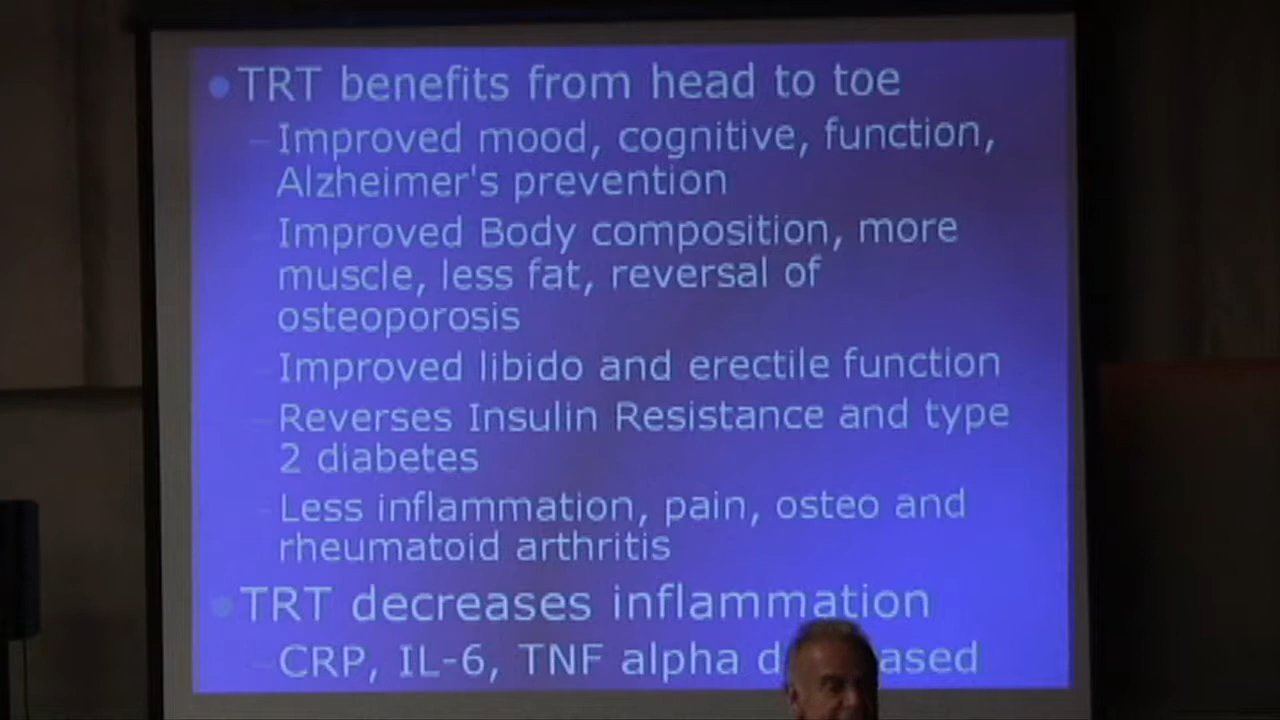 TRT benefits from head to toe
Improved mood, cognitive, function,
Alzheimer's prevention
Improved Body composition, more
muscle, less fat, reversal of
osteoporosis
Improved libido and erectile function
Reverses Insulin Resistance and type
2 diabetes
Less inflammation, pain, osteo and
rheumatoid arthritis
TRT decreases inflammation
CRP, IL-6, TNF alpha